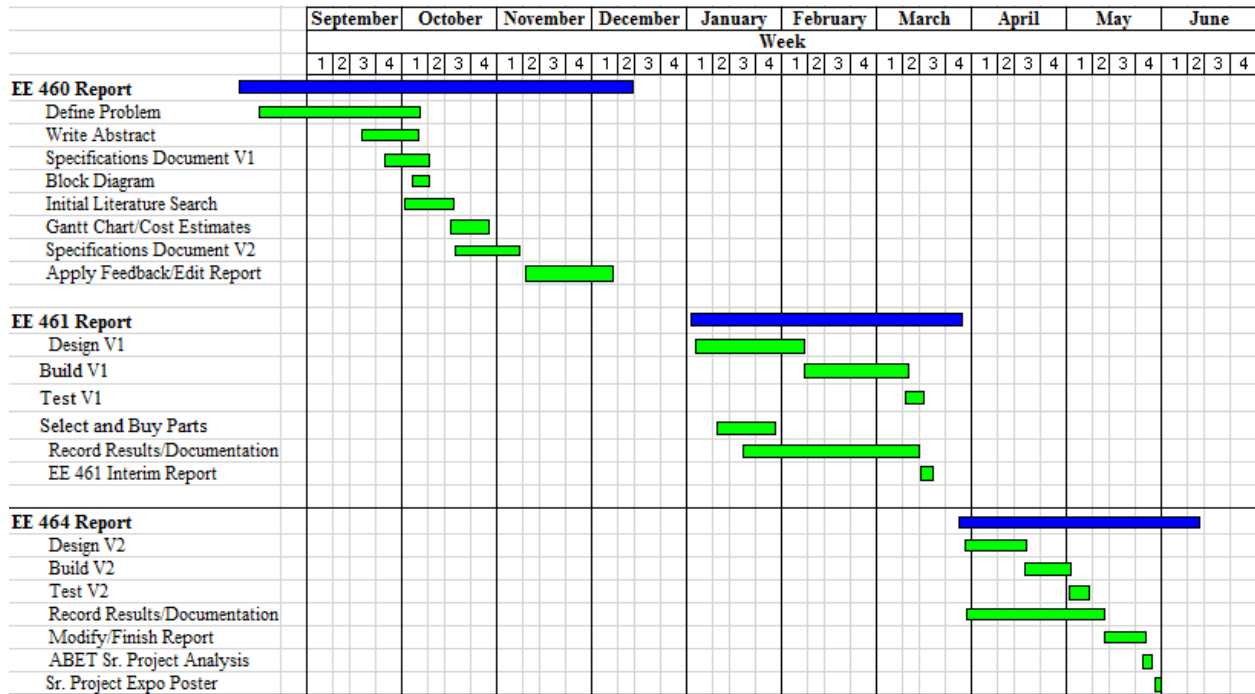 September October November December January February March April May June
Week
1 2 3 4 1 2 3 4 1 2 3 4 1 2 3 4 1 2 3 4 1 2 3 4 1 2 3 4 1 2 3 4 1 2 3 4 1 2 3 4
EE 460 Report
Define Problem
Write Abstract
Specifications Document V1
Block Diagram
Initial Literature Search
Gantt Chart/Cost Estimates
Specifications Document V2
Apply Feedback/Edit Report
EE 461 Report
Design V1
Build V1
Test V1
Select and Buy Parts
Record Results/Documentation
EE 461 Interim Report
EE 464 Report
Design V2
Build V2
Test V2
Record Results/Documentation
Modify/Finish Report
ABET Sr. Project Analysis
Sr. Project Expo Poster